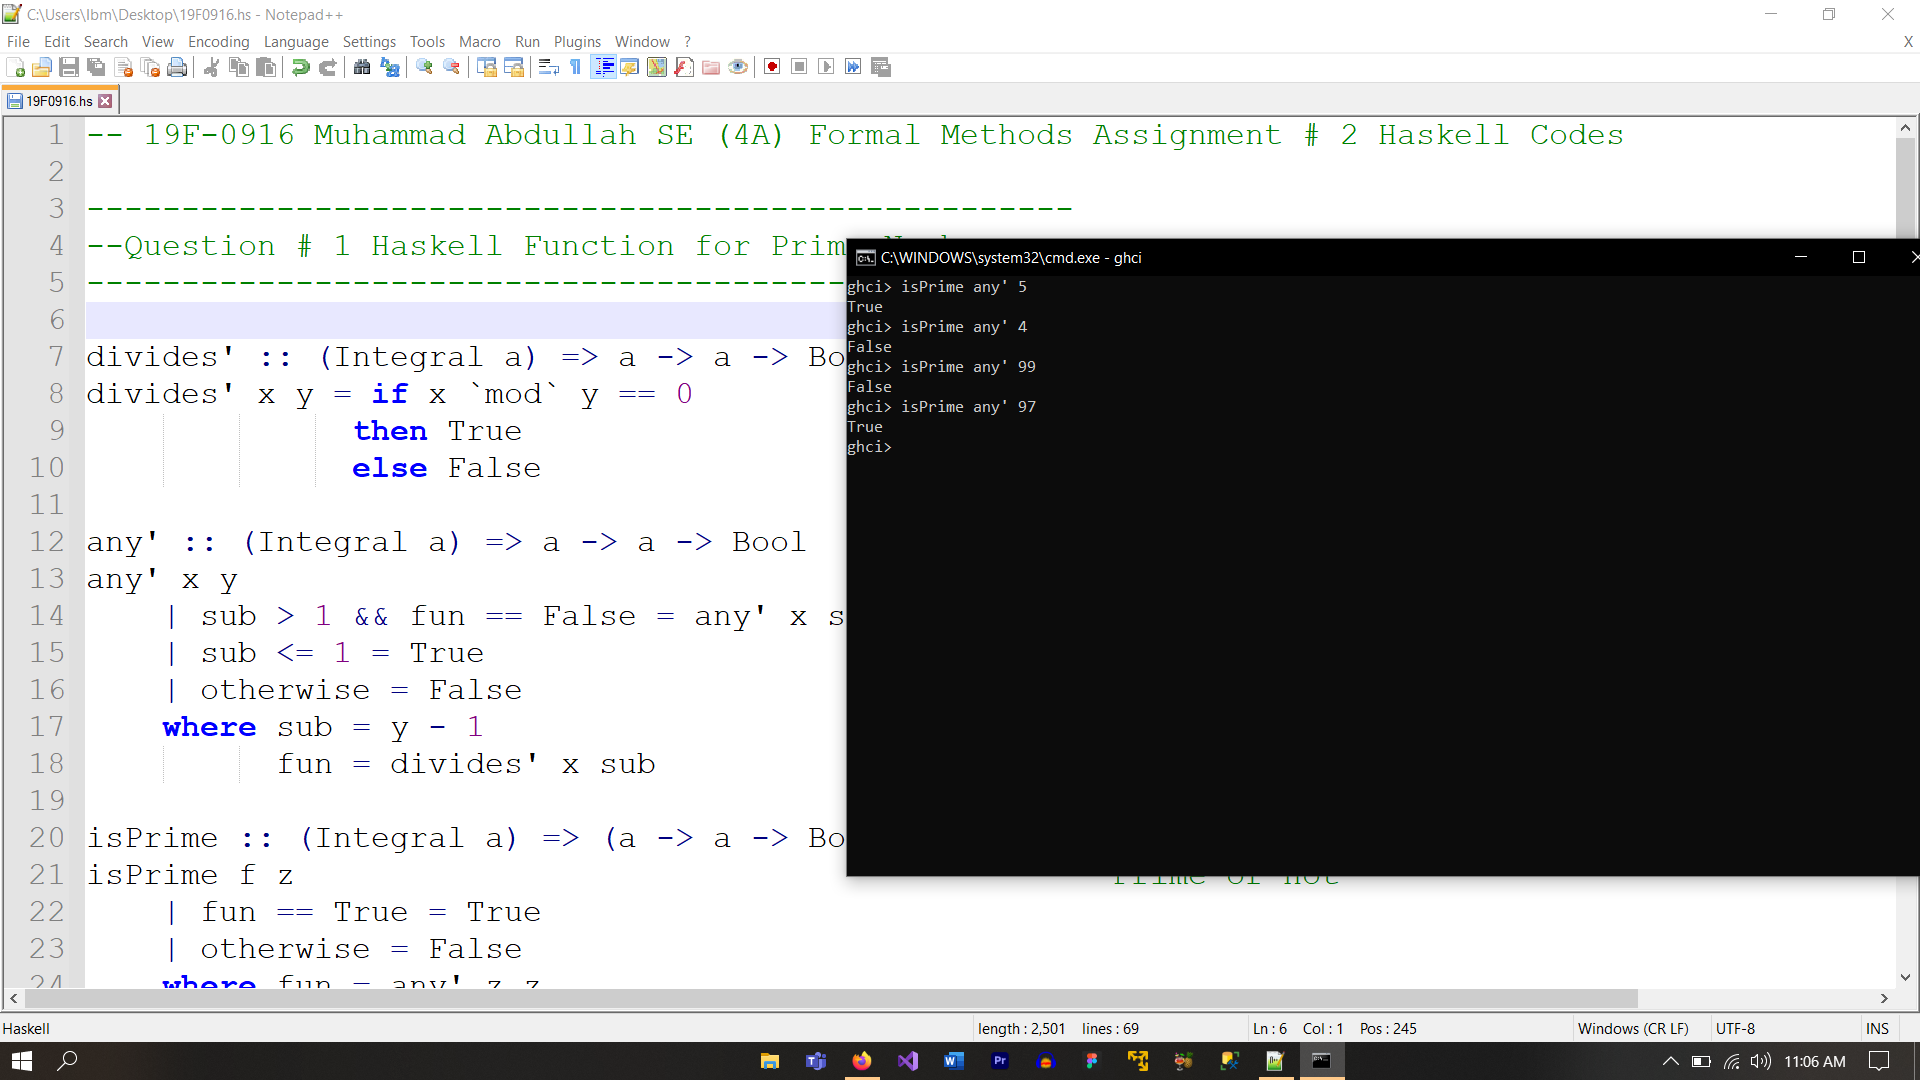 C:\Users\Ibm\Desktop\19F0916.hs - Notepad++
File Edit Search View Encoding Language Settings Tools Macro Run Plugins Window ? X
19F0916.hs
1 -- 19F-0916 Muhammad Abdullah SE (4A) Formal Methods Assignment # 2 Haskell Codes
2
3 ----------------------------------------------------
4 --Question # 1 Haskell Function for Prim
5 ----------------------------------------
6
7 divides' :: (Integral a) => a -> a -> Bo
8 divides' x y = if x `mod` y == 0
9 then True
10 else False
11
12 any' :: (Integral a) => a -> a -> Bool
13 any' x y
14 | sub > 1 && fun == False = any' x s
15 | sub <= 1 = True
16 | otherwise = False
17 where sub = y - 1
18 fun = divides' x sub
19
20 isPrime :: (Integral a) => (a -> a -> Bo
21 isPrime f z Prime or not
22 | fun == True = True
23 | otherwise = False
24 where fun = any' z z
C:\WINDOWS\system32\cmd.exe - ghci
ghci> isPrime any' 5
True
ghci> isPrime any' 4
False
ghci> isPrime any' 99
False
ghci> isPrime any' 97
True
ghci>
Haskell length : 2,501 lines : 69 Ln : 6 Col : 1 Pos : 245 Windows (CR LF) UTF-8 INS
11:06 AM